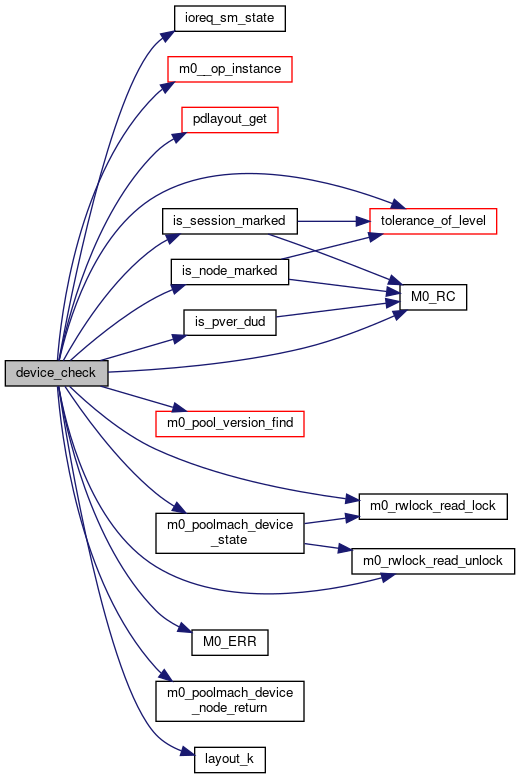 ioreq_sm_state
m0__op_instance
pdlayout_get
is_session_marked
tolerance_of_level
is_node_marked
M0_RC
is_pver_dud
device_check
m0_pool_version_find
m0_rwlock_read_lock
m0_poolmach_device
_state
m0_rwlock_read_unlock
M0_ERR
m0_poolmach_device
_node_return
layout_k